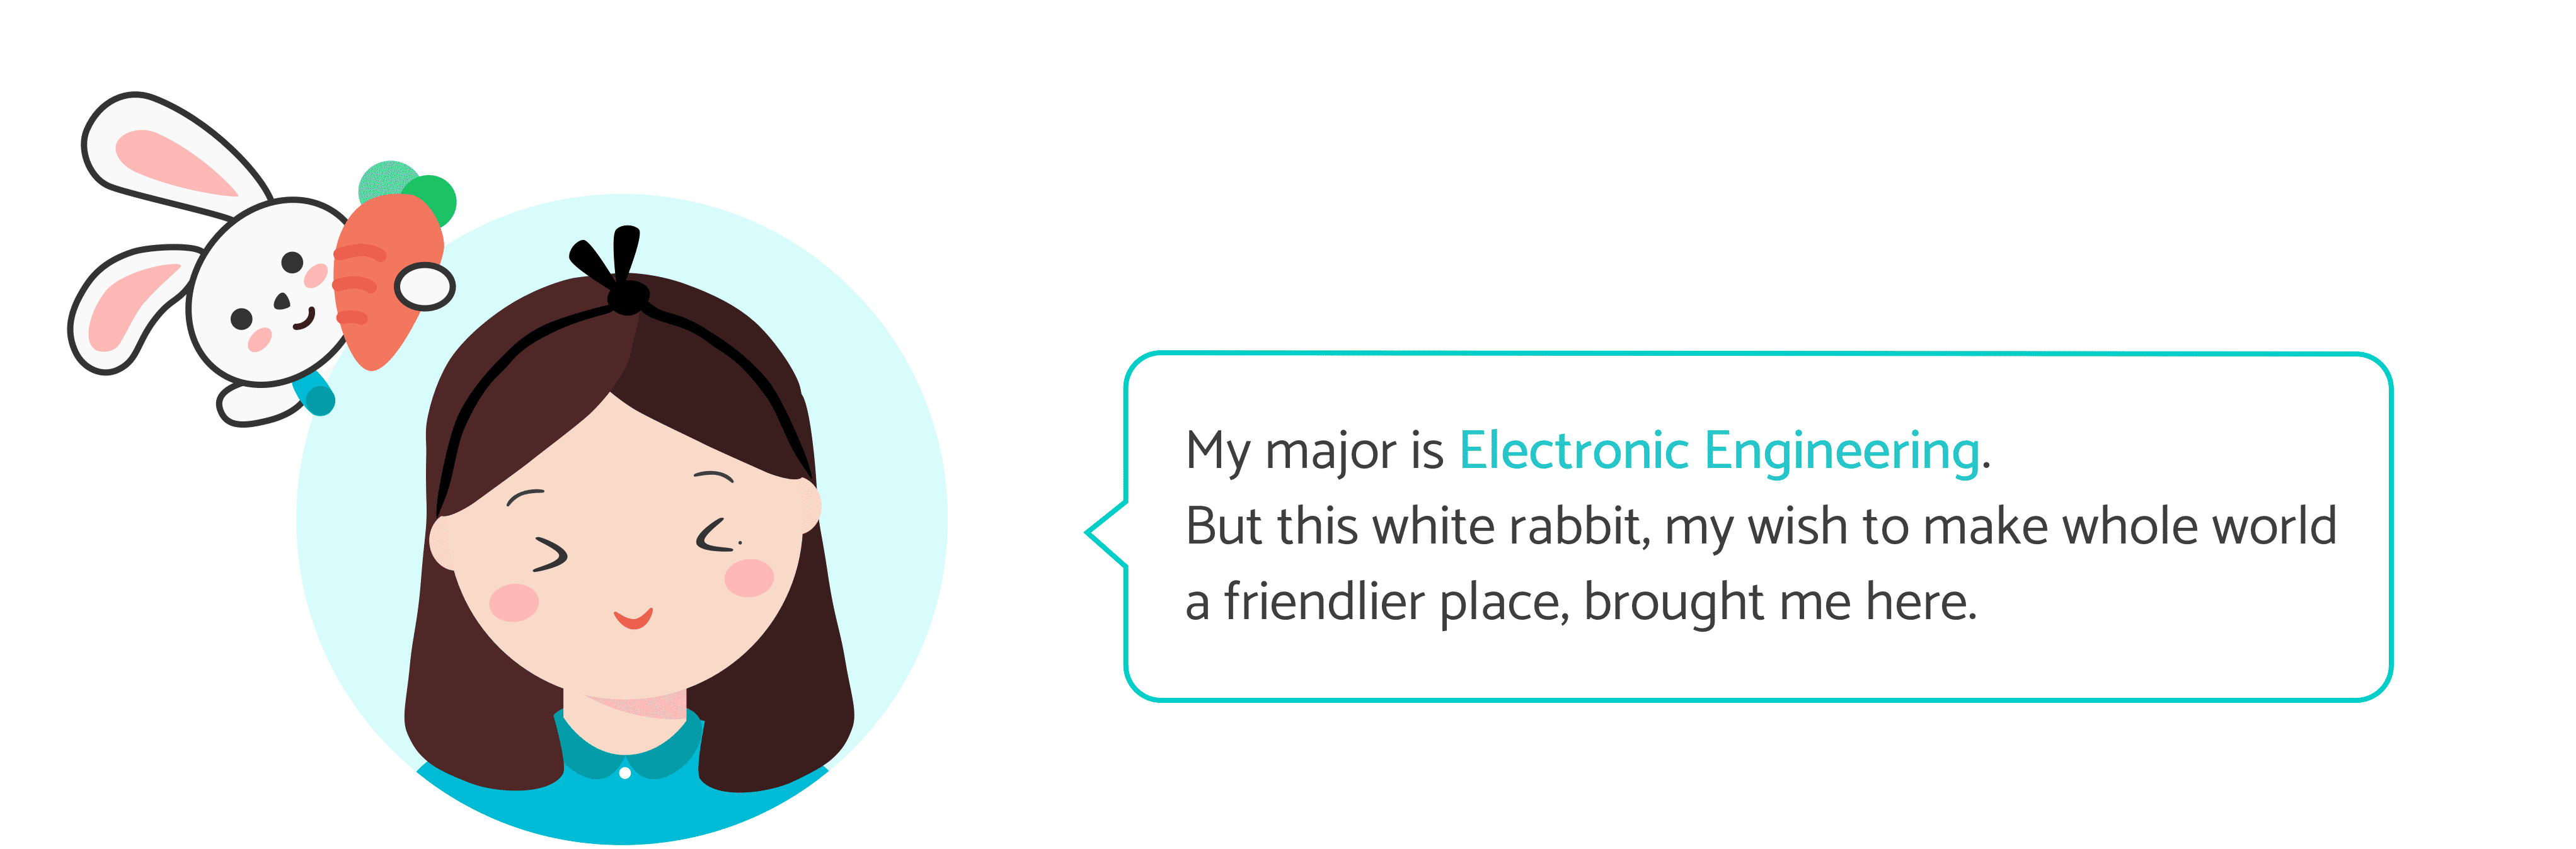 My major is Electronic Engineering.
But this white rabbit, my wish to make whole world
a friendlier place, brought me here.